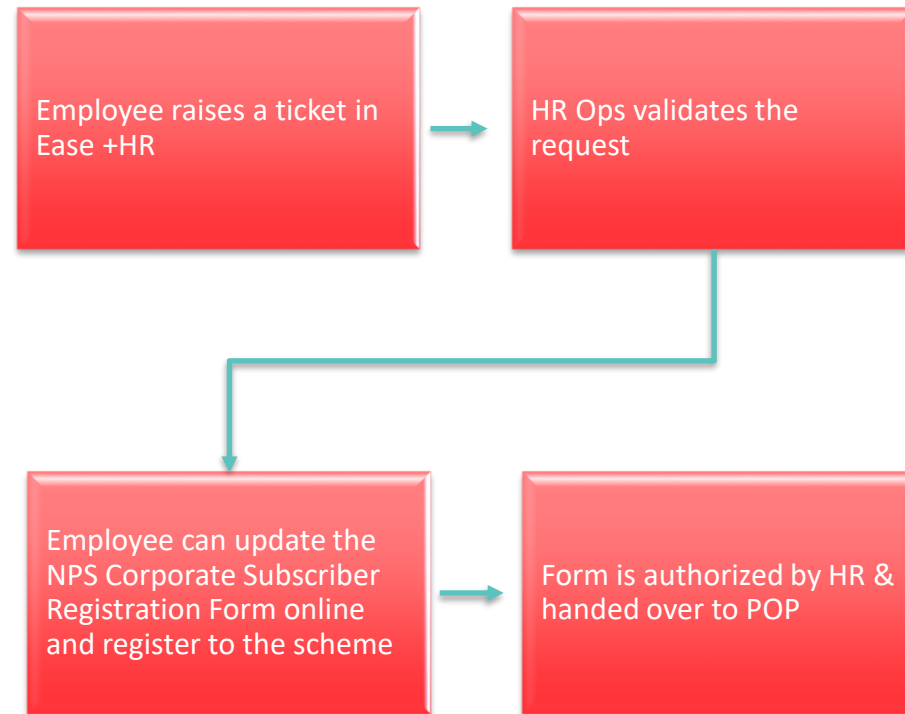 Employee raises a ticket in
Ease +HR
HR Ops validates the
request
Employee can update the
NPS Corporate Subscriber
Registration Form online
and register to the scheme
Form is authorized by HR &
handed over to POP